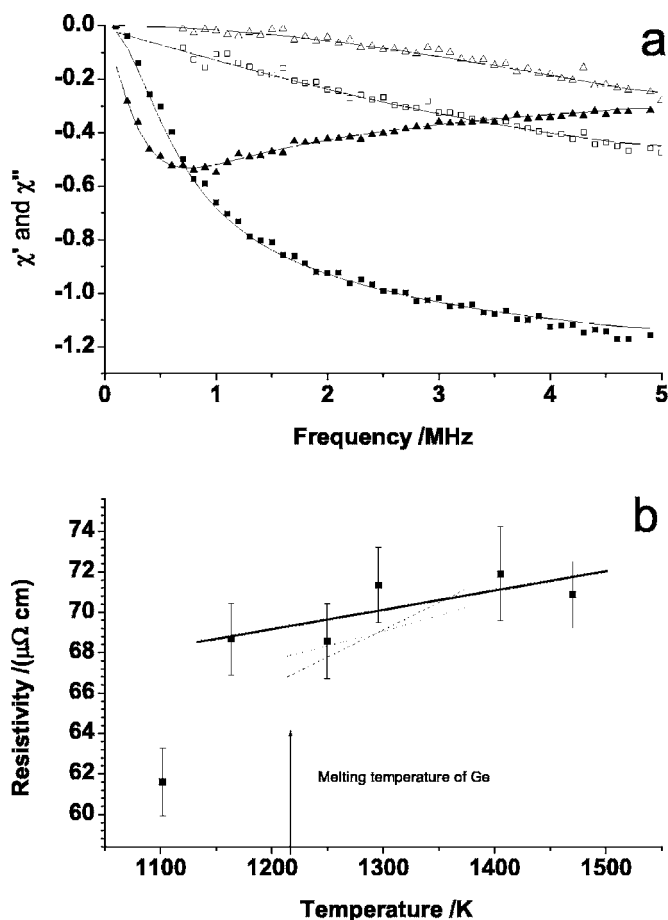 a
0.0
-0.2
-0.4
-0.6
-0.8
-1.0
-1.2
χ' and χ"
0 1 2 3 4 5
Frequency /MHz
b
74
72
70
68
66
64
62
60
Resistivity /(μΩ cm)
Melting temperature of Ge
1100 1200 1300 1400 1500
Temperature /K